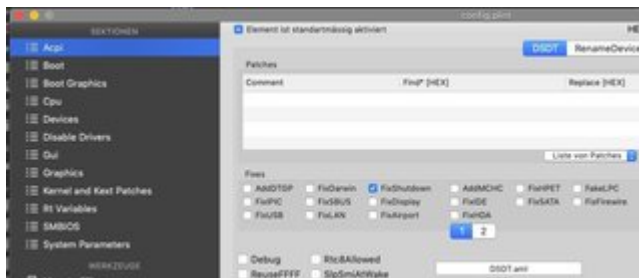 config.plist
SEKTIONEN
Acpi
Boot
Boot Graphics
Cpu
Devices
Disable Drivers
Gui
Graphics
Kernel and Kext Patches
Rt Variables
SMBIOS
System Parameters
WERKZEUGE
Element ist standartmässig aktiviert
DSDT RenameDevice
Patches
Comment Find* [HEX] Replace [HEX]
Liste von Patches
Fixes
AddDTGP FixDarwin FixShutdown AddMCHC FixHPET FakeLPC
FixIPIC FixSBUS FixDisplay FixIDE FixSATA FixFirewire
FixUSB FixLAN FixAirport FixHDA
1 2
Debug Rtc8Allowed
ReuseFFFF SlpSmiAtWake
DSDT.aml